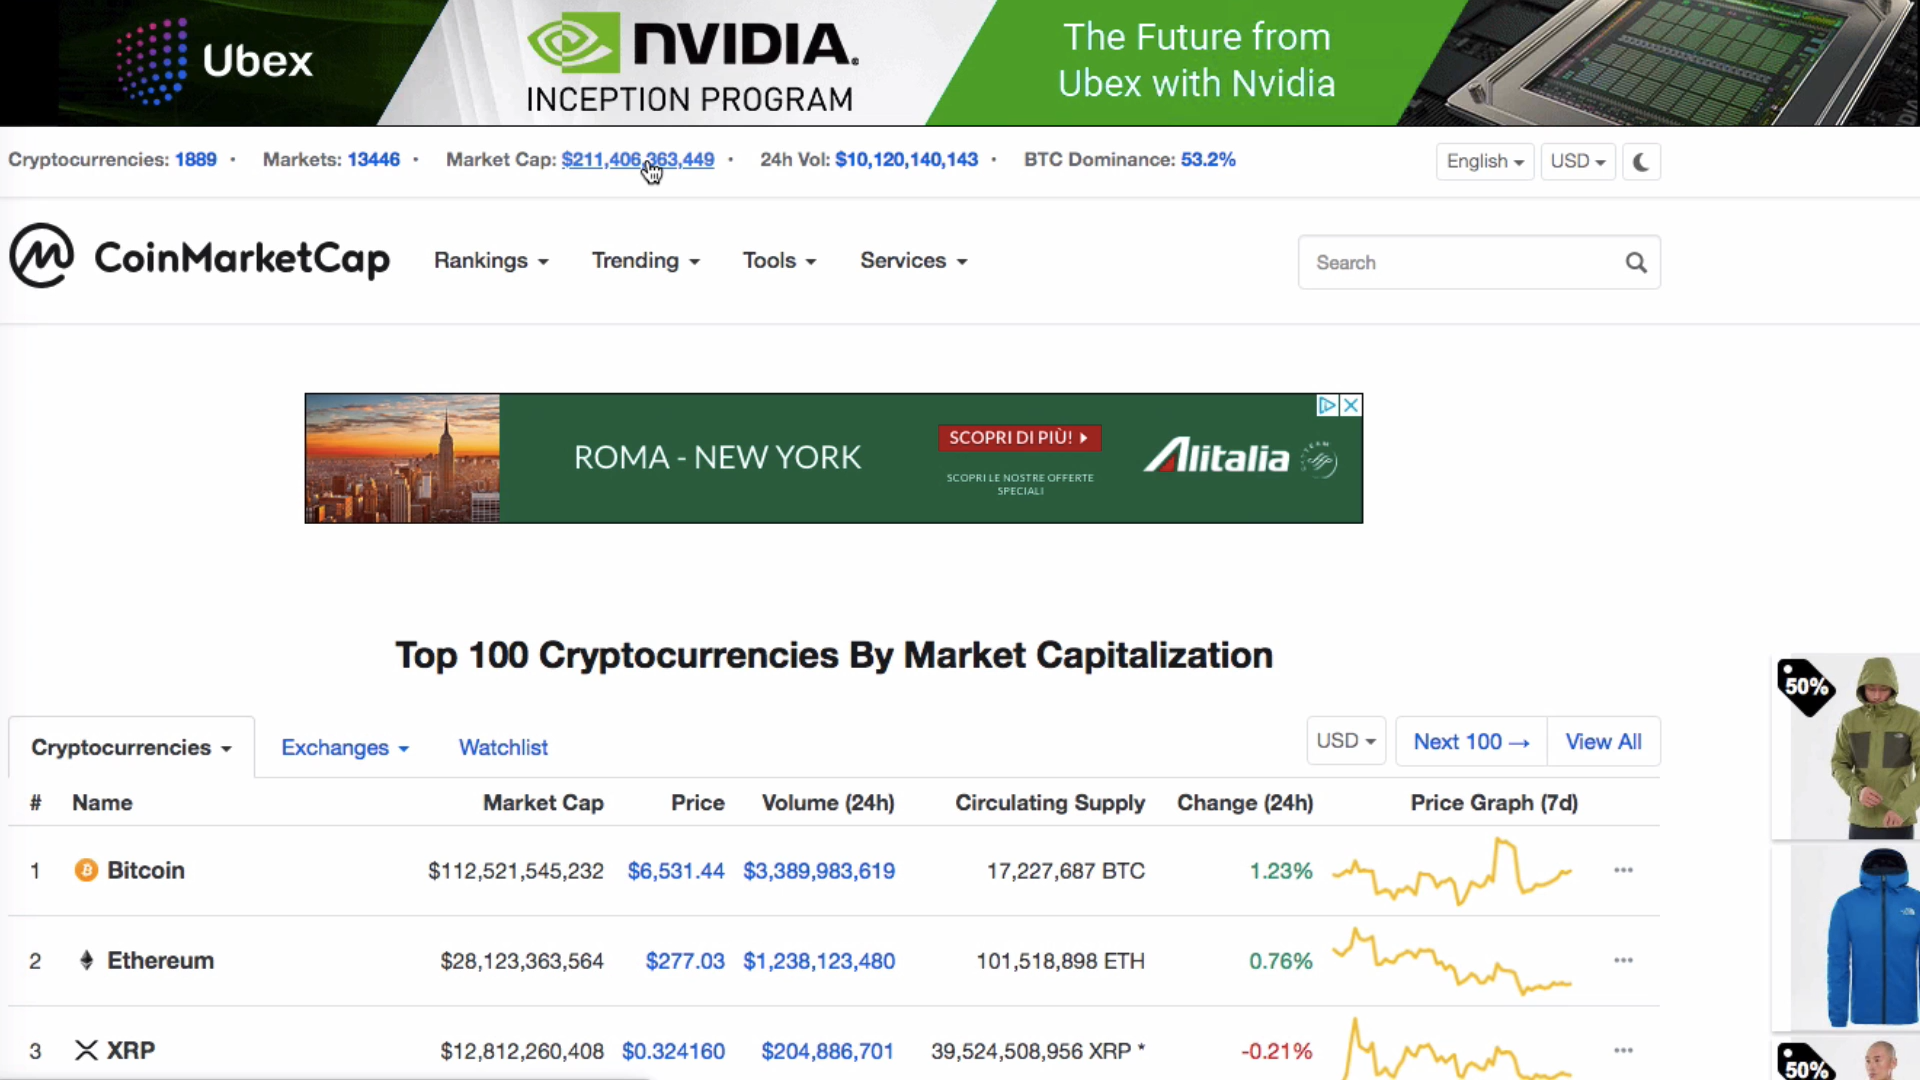 Ubex
NVIDIA.
INCEPTION PROGRAM
The Future from
Ubex with Nvidia
Cryptocurrencies: 1889 • Markets: 13446 • Market Cap: $211,406,363,449 • 24h Vol: $10,120,140,143 • BTC Dominance: 53.2%
English USD
CoinMarketCap Rankings Trending Tools Services Search
ROMA - NEW YORK
SCOPRI DI PIÙ!
SCOPRI LE NOSTRE OFFERTE
SPECIALI
Alitalia
Top 100 Cryptocurrencies By Market Capitalization
50%
Cryptocurrencies Exchanges Watchlist USD Next 100 → View All
# Name Market Cap Price Volume (24h) Circulating Supply Change (24h) Price Graph (7d)
1 Bitcoin $112,521,545,232 $6,531.44 $3,389,983,619 17,227,687 BTC 1.23% •••
2 Ethereum $28,123,363,564 $277.03 $1,238,123,480 101,518,898 ETH 0.76% •••
3 XRP $12,812,260,408 $0.324160 $204,886,701 39,524,508,956 XRP * -0.21% •••
50%